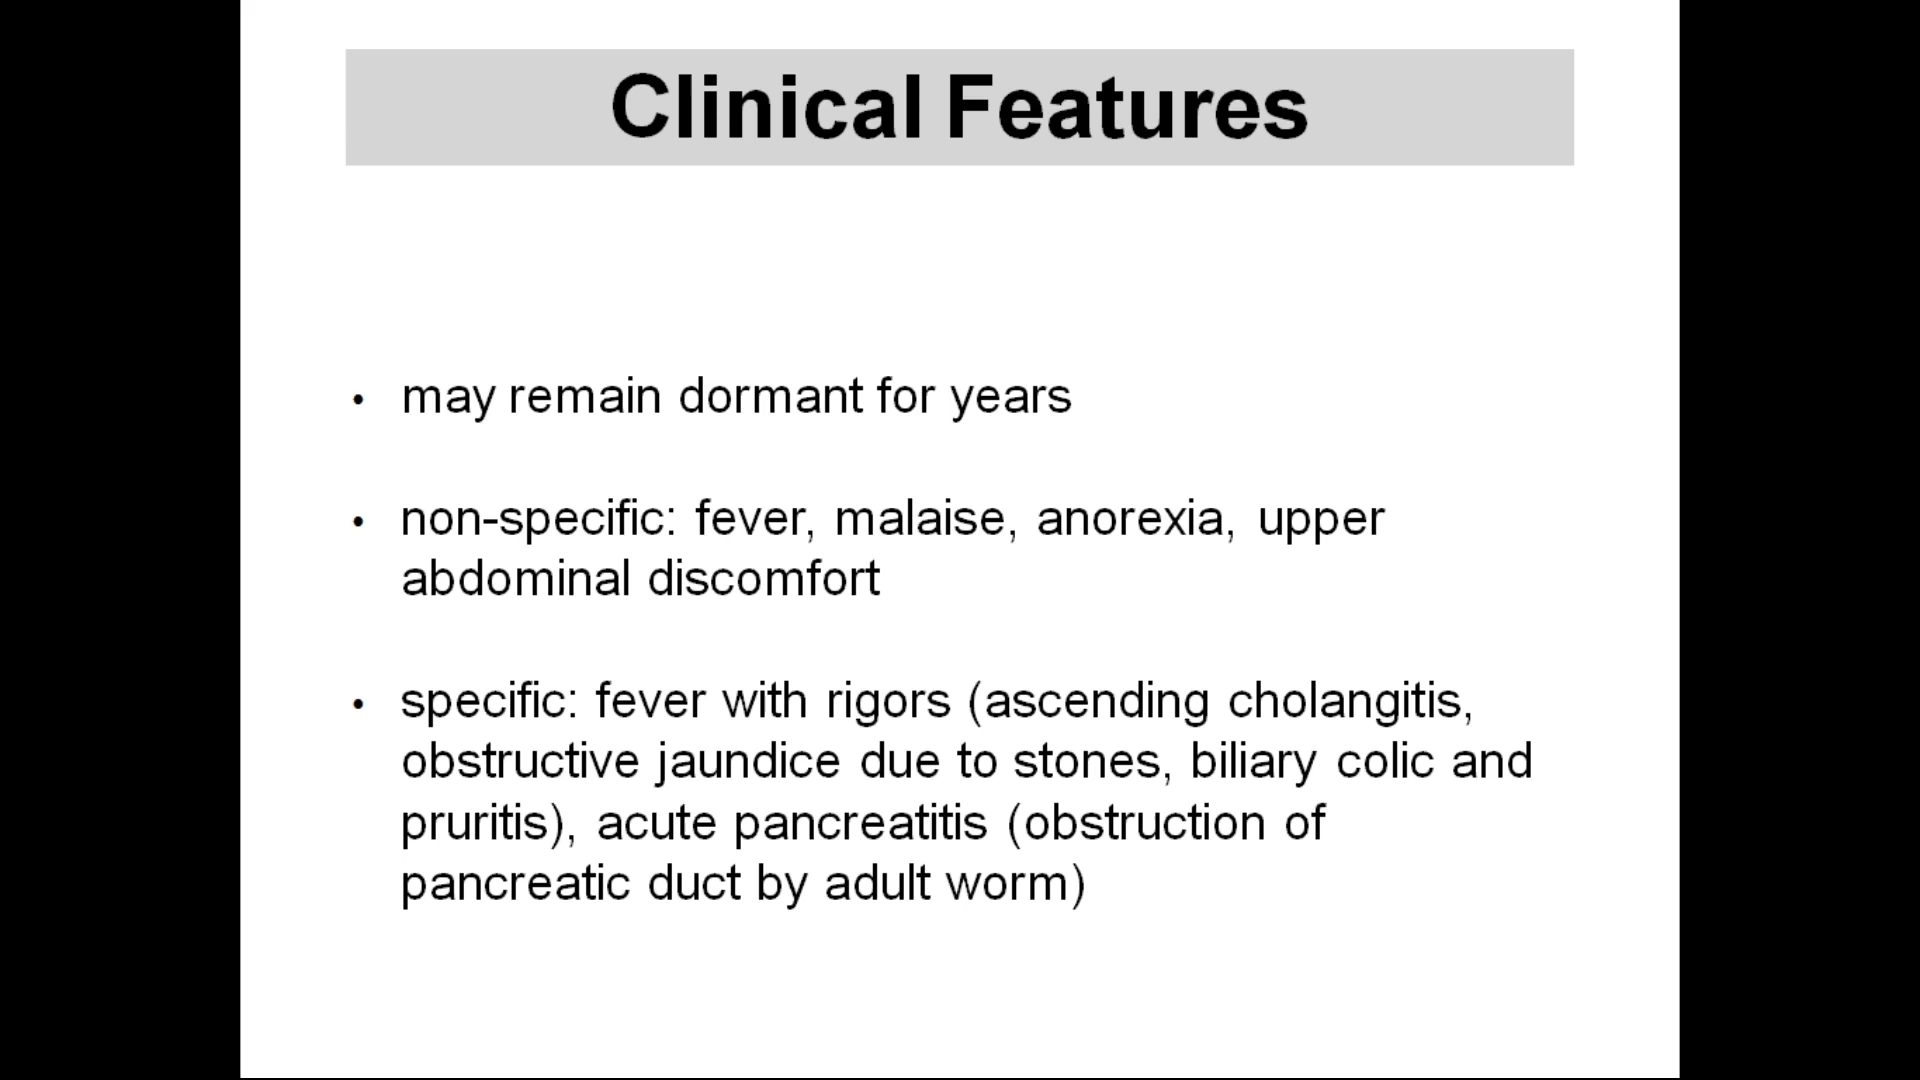 Clinical Features
• may remain dormant for years
• non-specific: fever, malaise, anorexia, upper
abdominal discomfort
• specific: fever with rigors (ascending cholangitis,
obstructive jaundice due to stones, biliary colic and
pruritis), acute pancreatitis (obstruction of
pancreatic duct by adult worm)